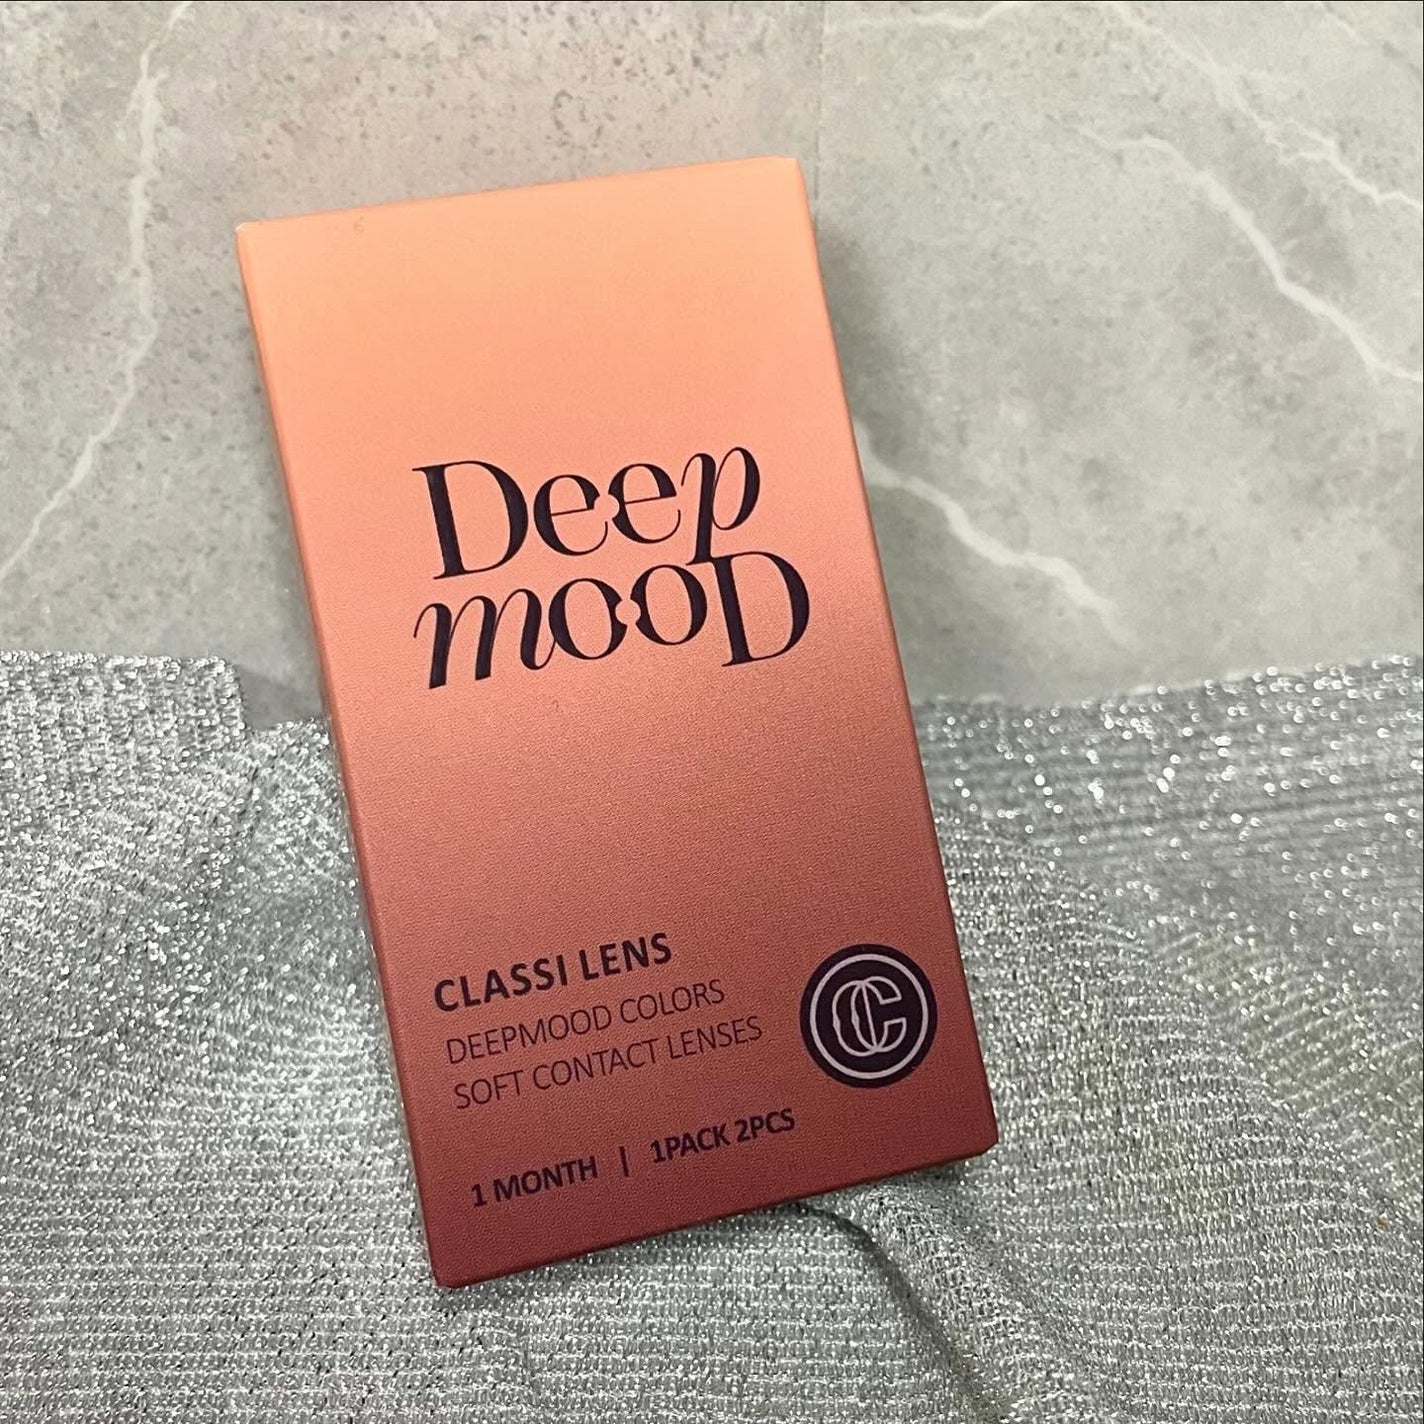 Deep
mooD
CLASSI LENS
DEEPMOOD COLORS
SOFT CONTACT LENSES
1 MONTH | 1PACK 2PCS